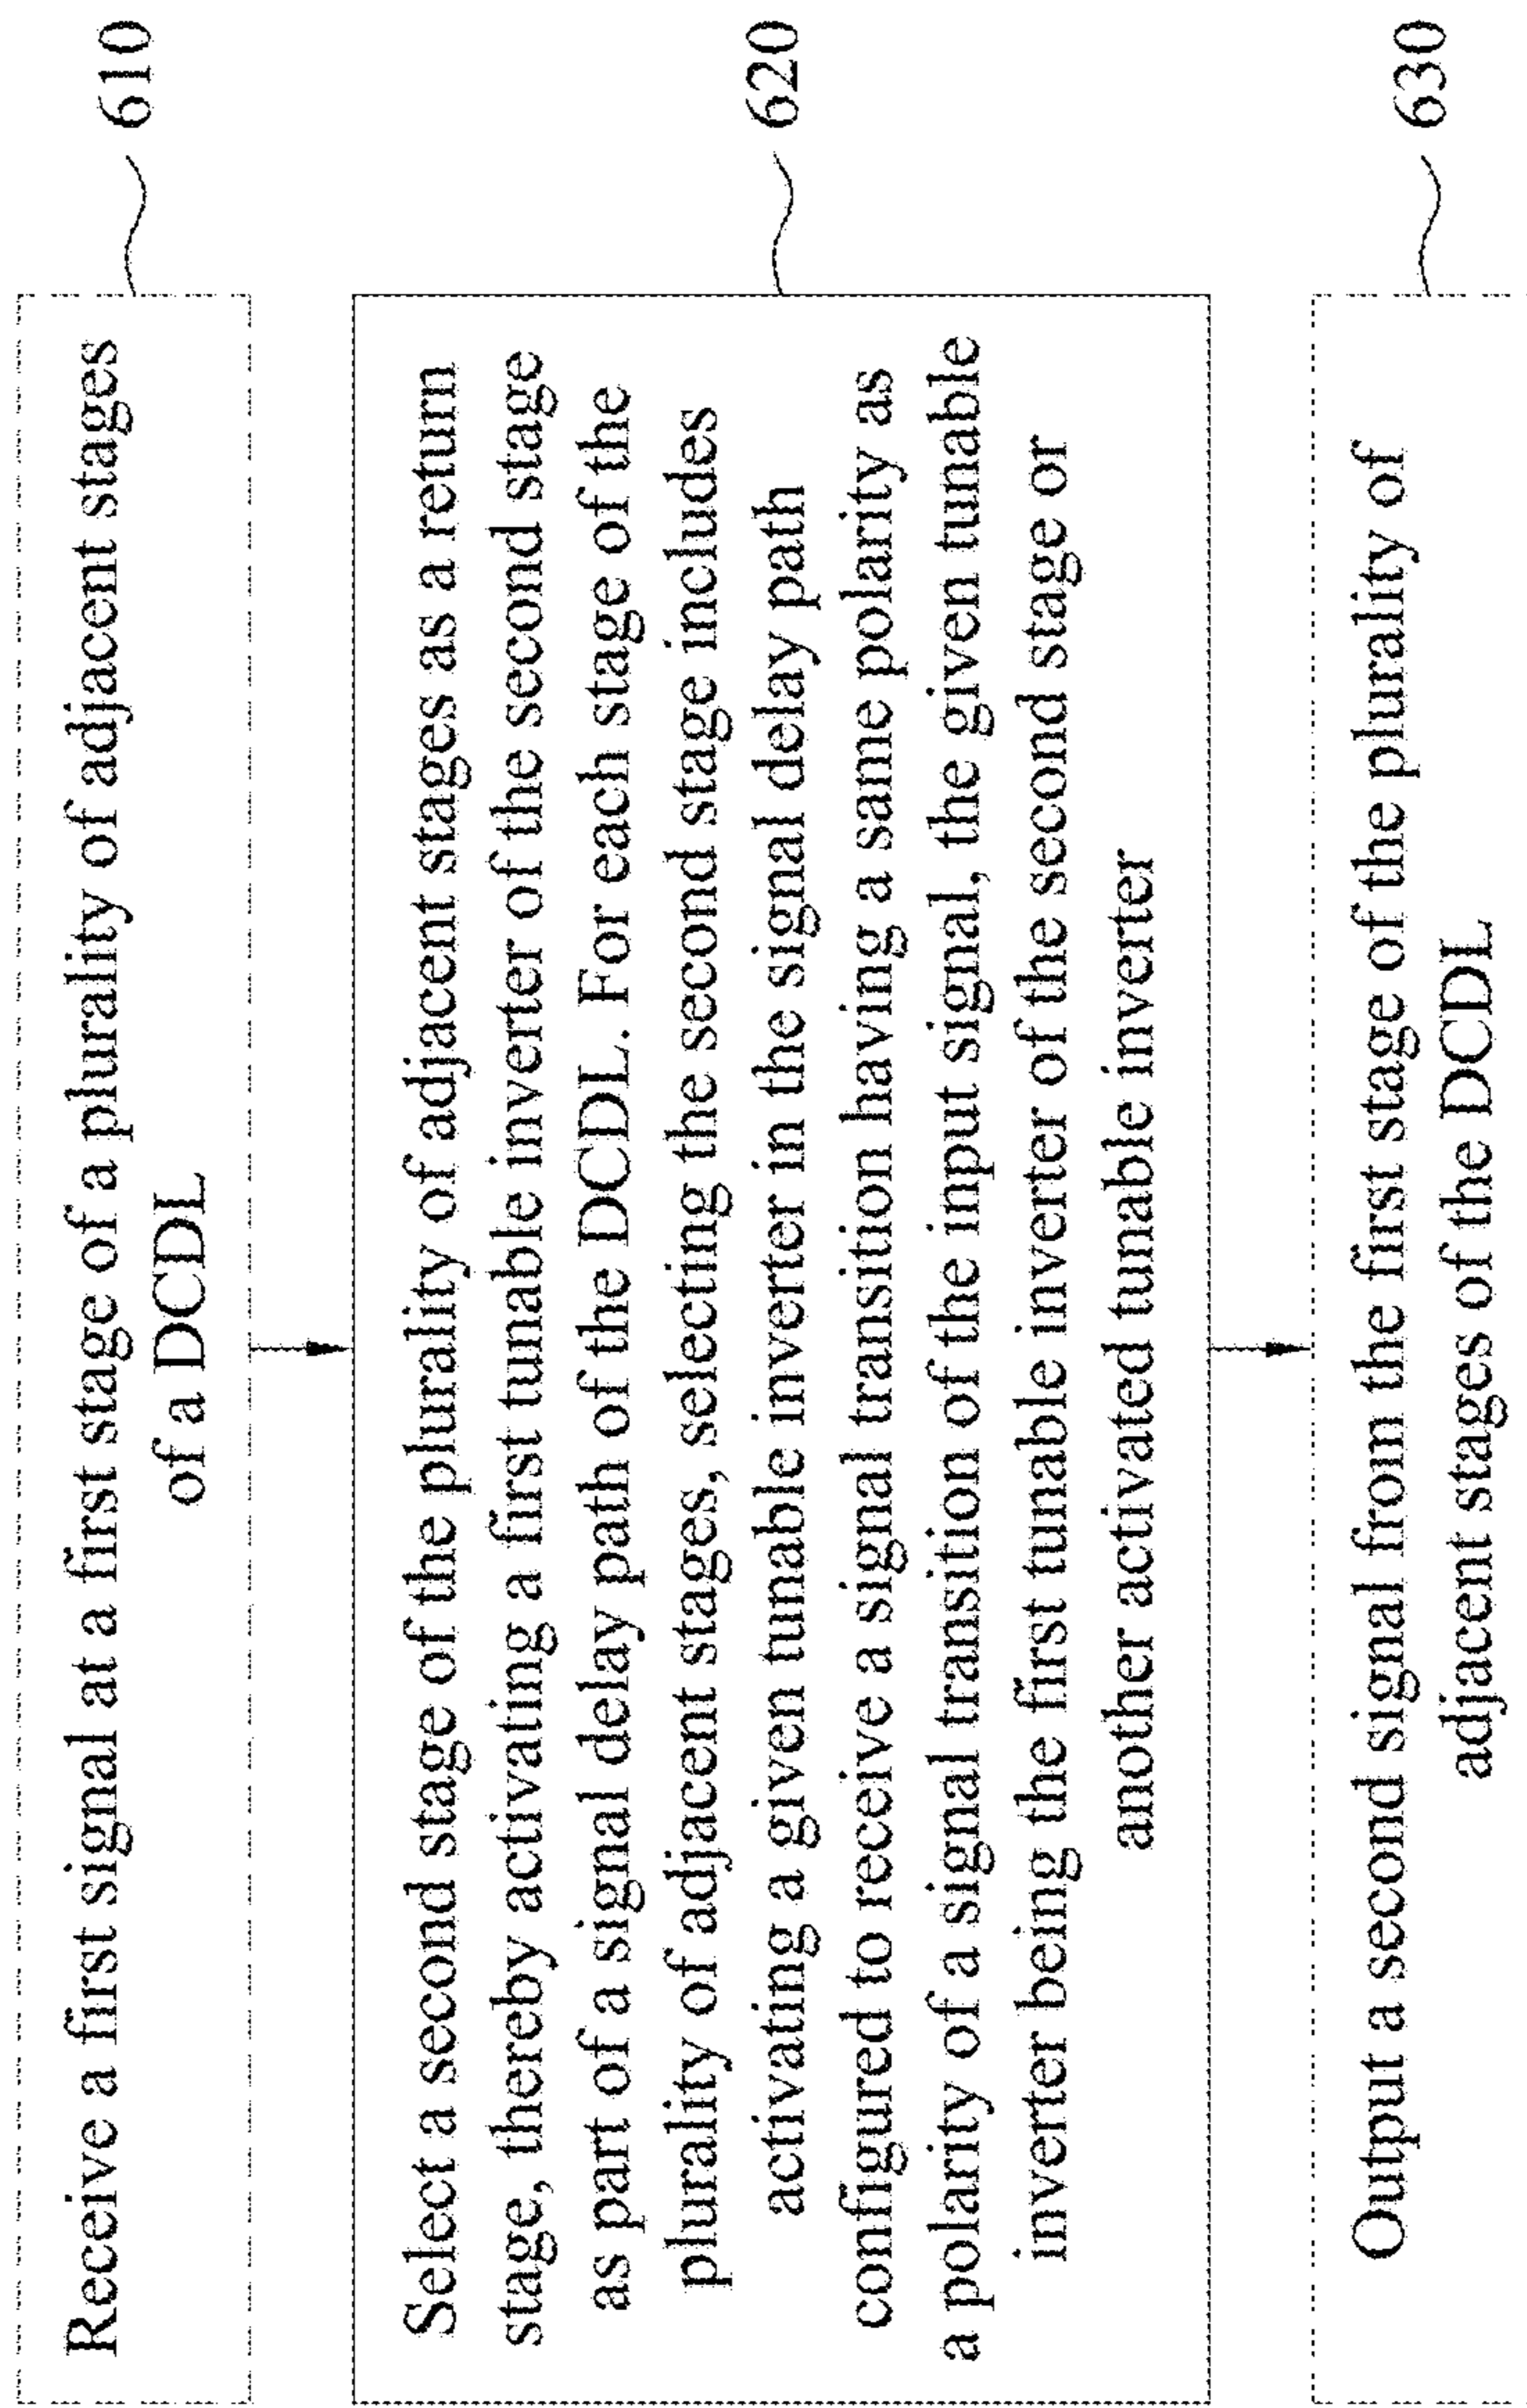 Receive a first signal at a first stage of a plurality of adjacent stages
of a DCDL
610
Select a second stage of the plurality of adjacent stages as a return
stage, thereby activating a first tunable inverter of the second stage
as part of a signal delay path of the DCDL. For each stage of the
plurality of adjacent stages, selecting the second stage includes
activating a given tunable inverter in the signal delay path
configured to receive a signal transition having a same polarity as
a polarity of a signal transition of the input signal, the given tunable
inverter being the first tunable inverter of the second stage or
another activated tunable inverter
620
Output a second signal from the first stage of the plurality of
adjacent stages of the DCDL
630